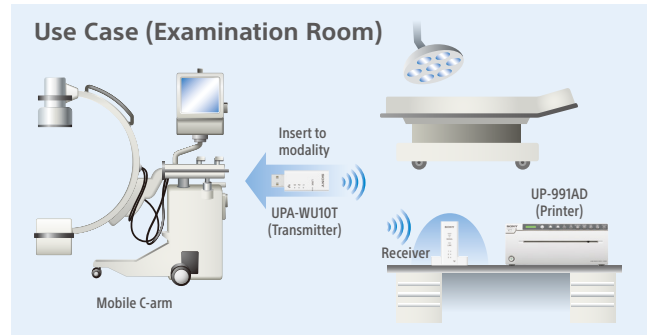 Use Case (Examination Room)
Insert to
modality
UPA-WU10T
(Transmitter)
UP-991AD
(Printer)
Receiver
Mobile C-arm